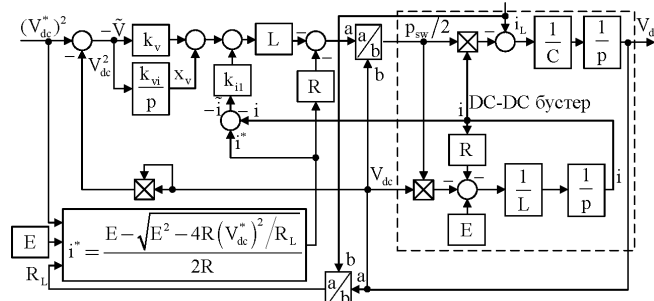 (V*dc)²
−
−Ṽ
kv
L
−
a
a/b
b
psw/2
−
iL
1/C
1/p
Vd
V²dc
kvi/p
xv
ki1
R
−ĩ
−i
i
DC-DC бустер
i*
R
Vdc
−
−
1/L
1/p
i
E
E
RL
i* = (E − √(E² − 4R(V*dc)²/RL)) / 2R
b
a/b
a